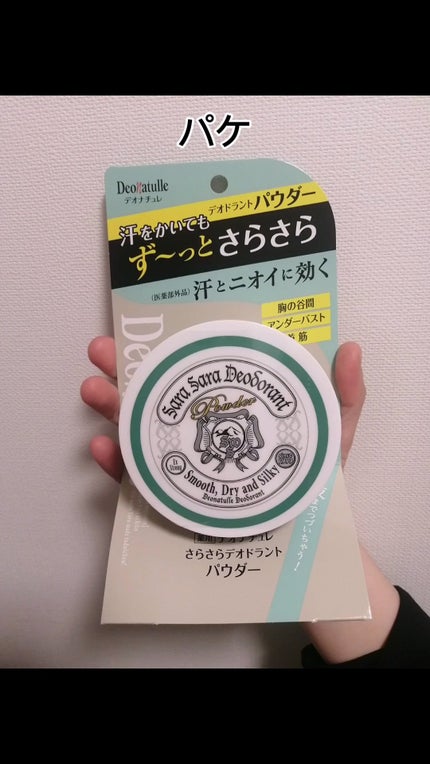 パケ
Deonatulle
デオナチュレ
デオドラントパウダー
汗をかいても
ず〜っとさらさら
(医薬部外品) 汗とニオイに効く
胸の谷間
アンダーバスト
Sara Sara Deodorant
Powder
Smooth, Dry and Silky
Deonatulle Deodorant
デオナチュレ
さらさらデオドラント
パウダー